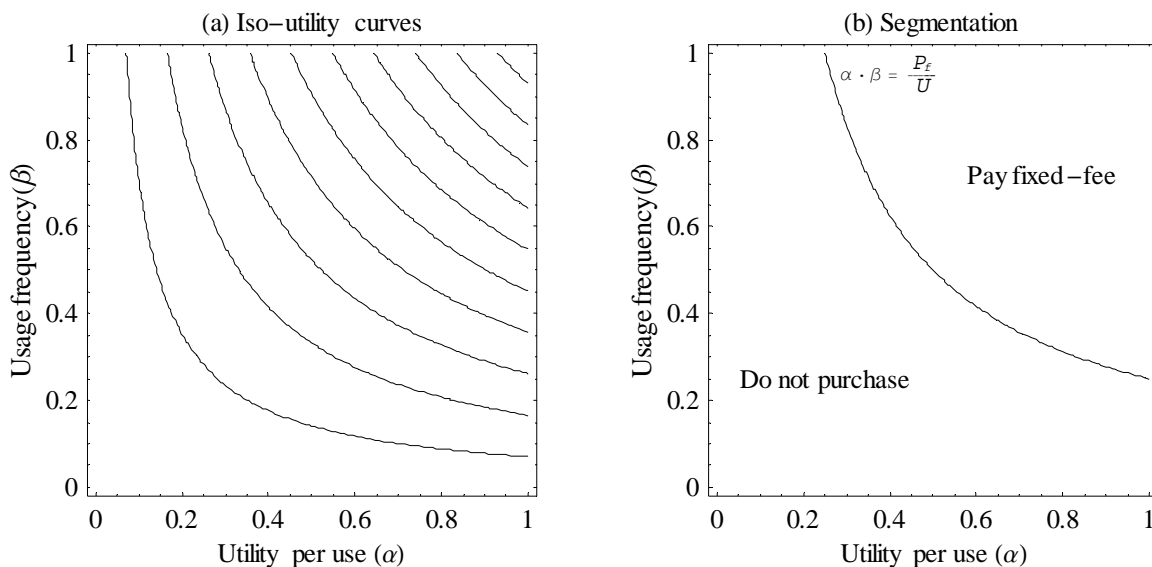 (a) Iso-utility curves
1
0.8
0.6
0.4
0.2
0
Usage frequency(β)
0 0.2 0.4 0.6 0.8 1
Utility per use (α)
(b) Segmentation
1
0.8
0.6
0.4
0.2
0
Usage frequency(β)
α · β = P_f / U
Pay fixed-fee
Do not purchase
0 0.2 0.4 0.6 0.8 1
Utility per use (α)